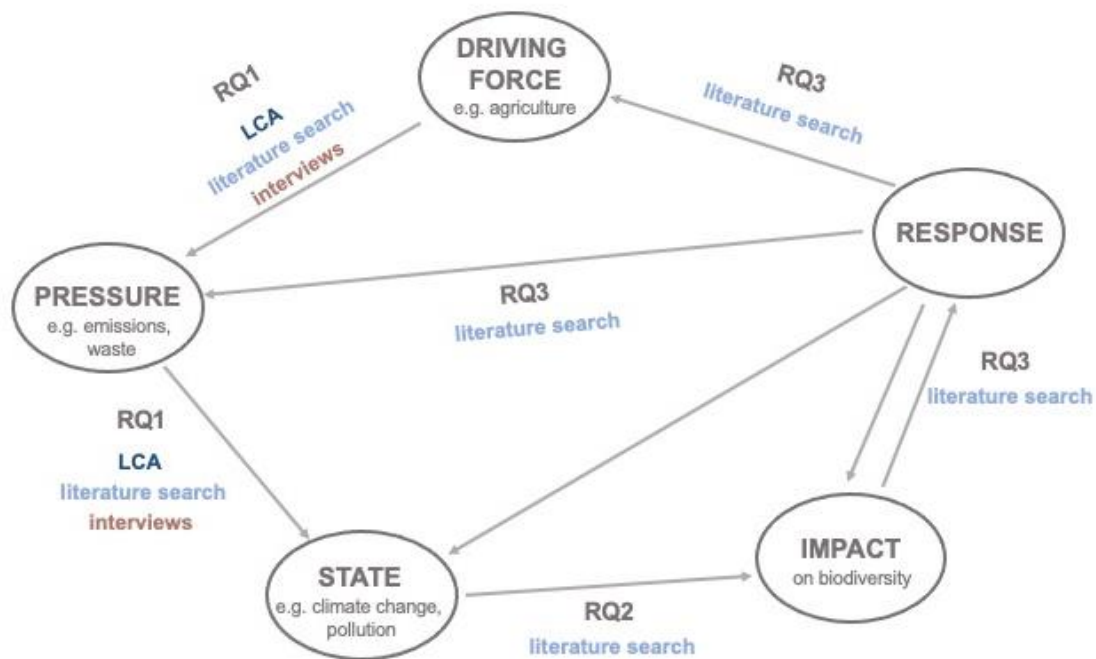 DRIVING
FORCE
e.g. agriculture
RQ1
LCA
literature search
interviews
RQ3
literature search
RESPONSE
PRESSURE
e.g. emissions,
waste
RQ3
literature search
RQ3
literature search
RQ1
LCA
literature search
interviews
STATE
e.g. climate change,
pollution
IMPACT
on biodiversity
RQ2
literature search